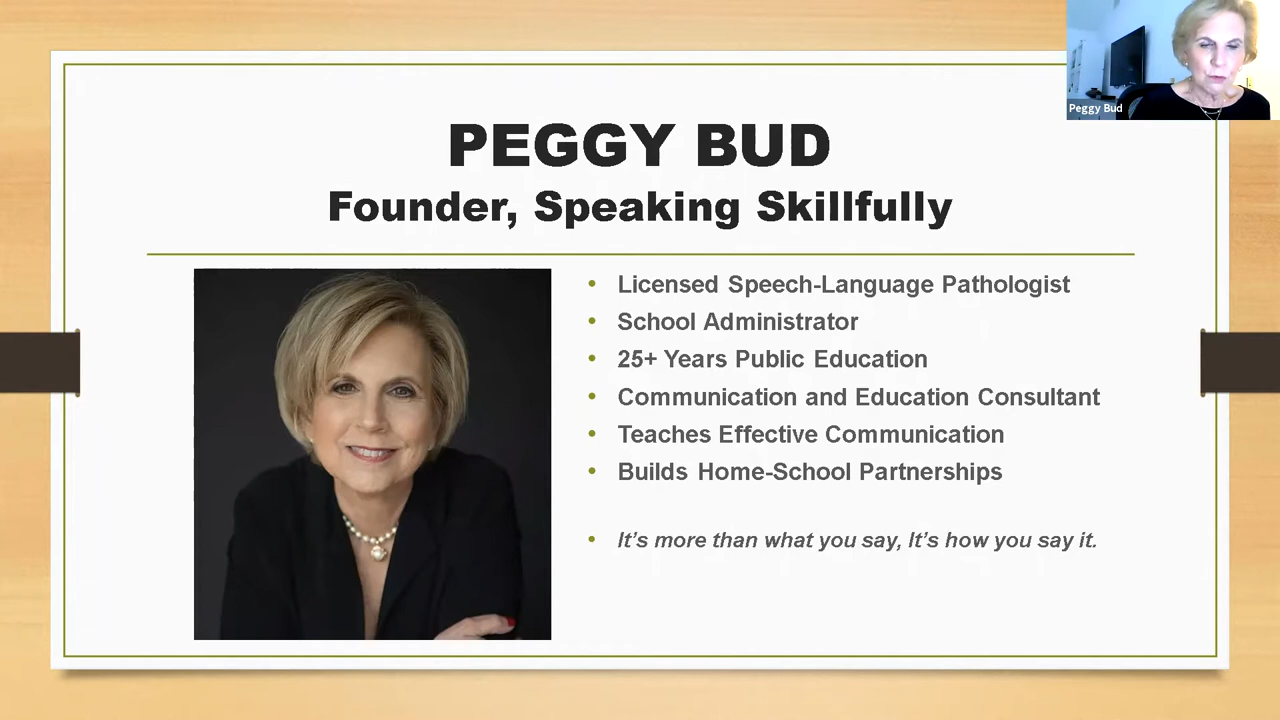 PEGGY BUD
Founder, Speaking Skillfully
• Licensed Speech-Language Pathologist
• School Administrator
• 25+ Years Public Education
• Communication and Education Consultant
• Teaches Effective Communication
• Builds Home-School Partnerships
• It’s more than what you say, It’s how you say it.
Peggy Bud